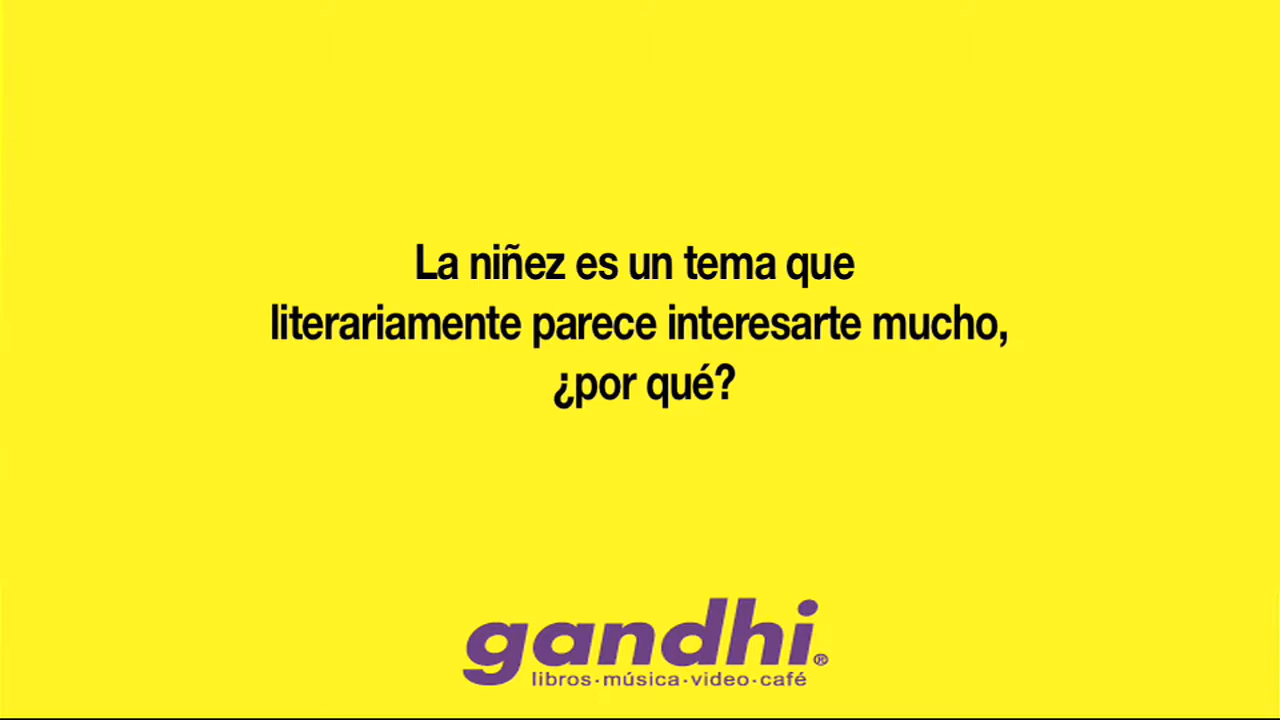 La niñez es un tema que
literariamente parece interesarte mucho,
¿por qué?
gandhi®
libros·música·video·café